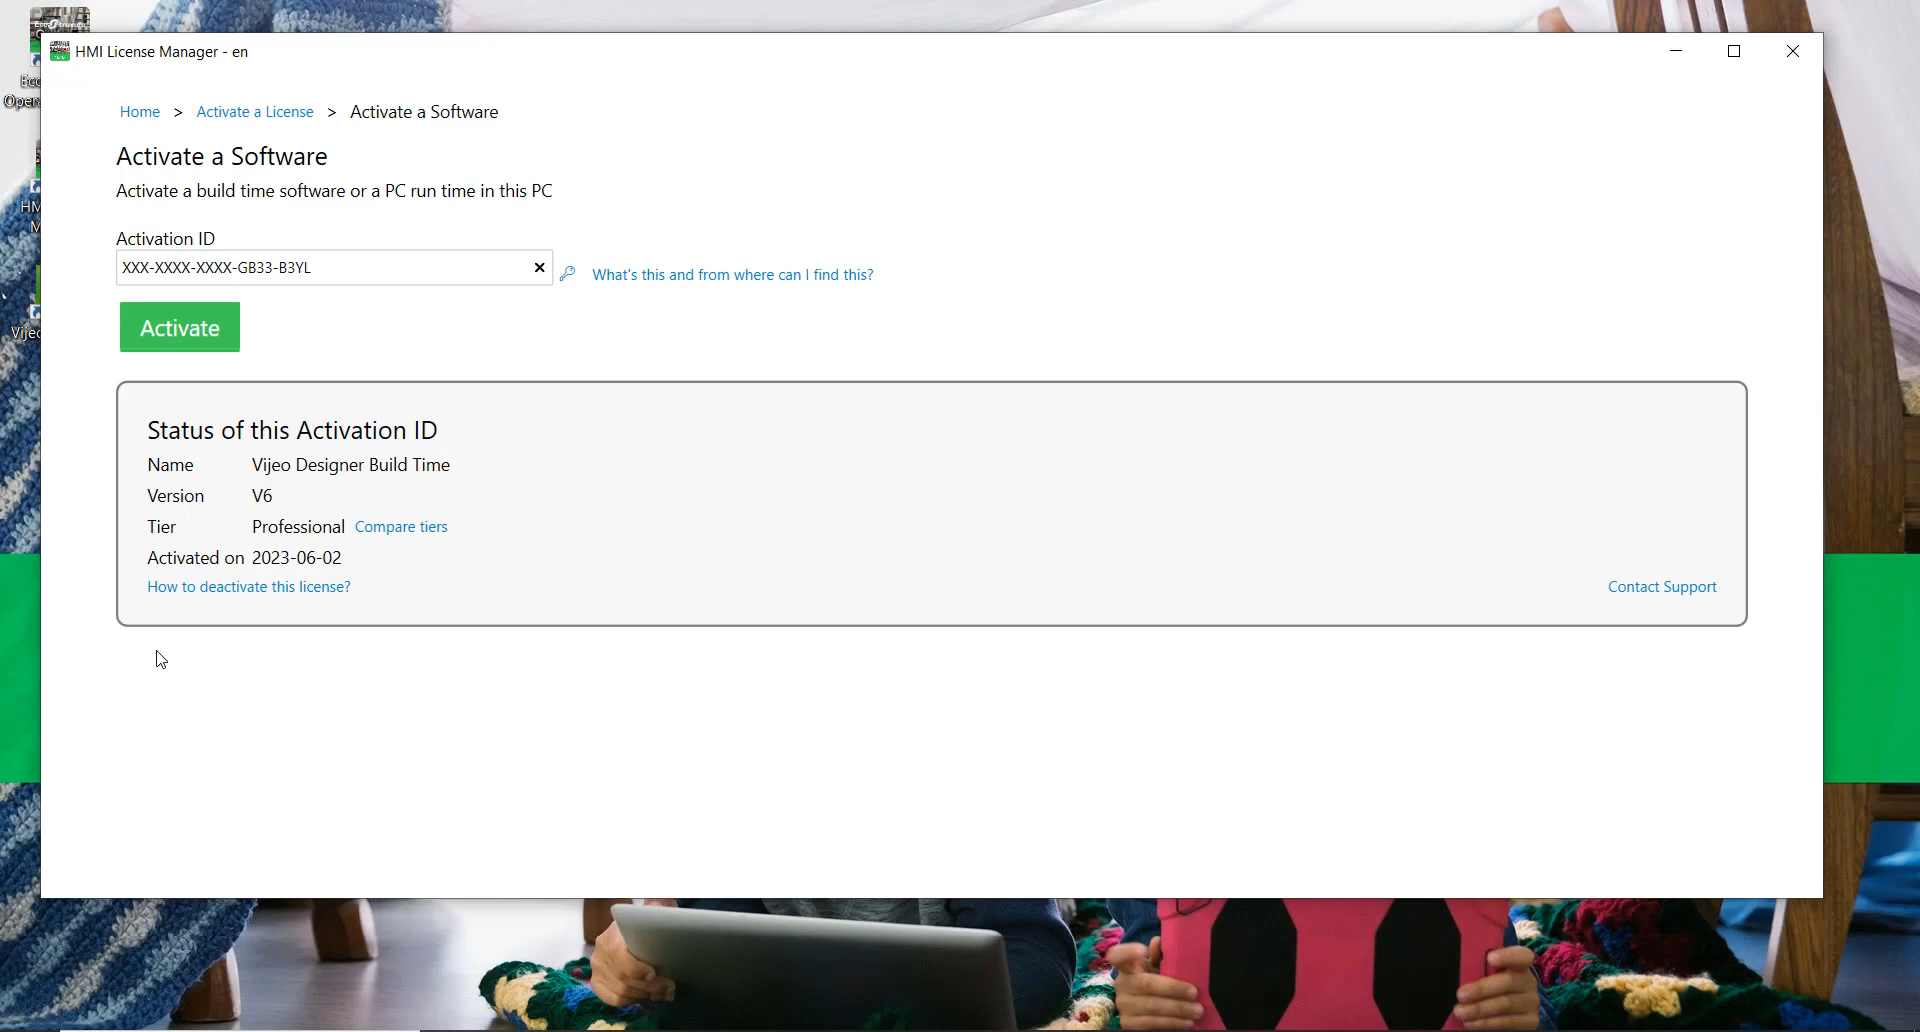 HMI License Manager - en
Home > Activate a License > Activate a Software
Activate a Software
Activate a build time software or a PC run time in this PC
Activation ID
XXX-XXXX-XXXX-GB33-B3YL
What's this and from where can I find this?
Activate
Status of this Activation ID
Name Vijeo Designer Build Time
Version V6
Tier Professional Compare tiers
Activated on 2023-06-02
How to deactivate this license?
Contact Support